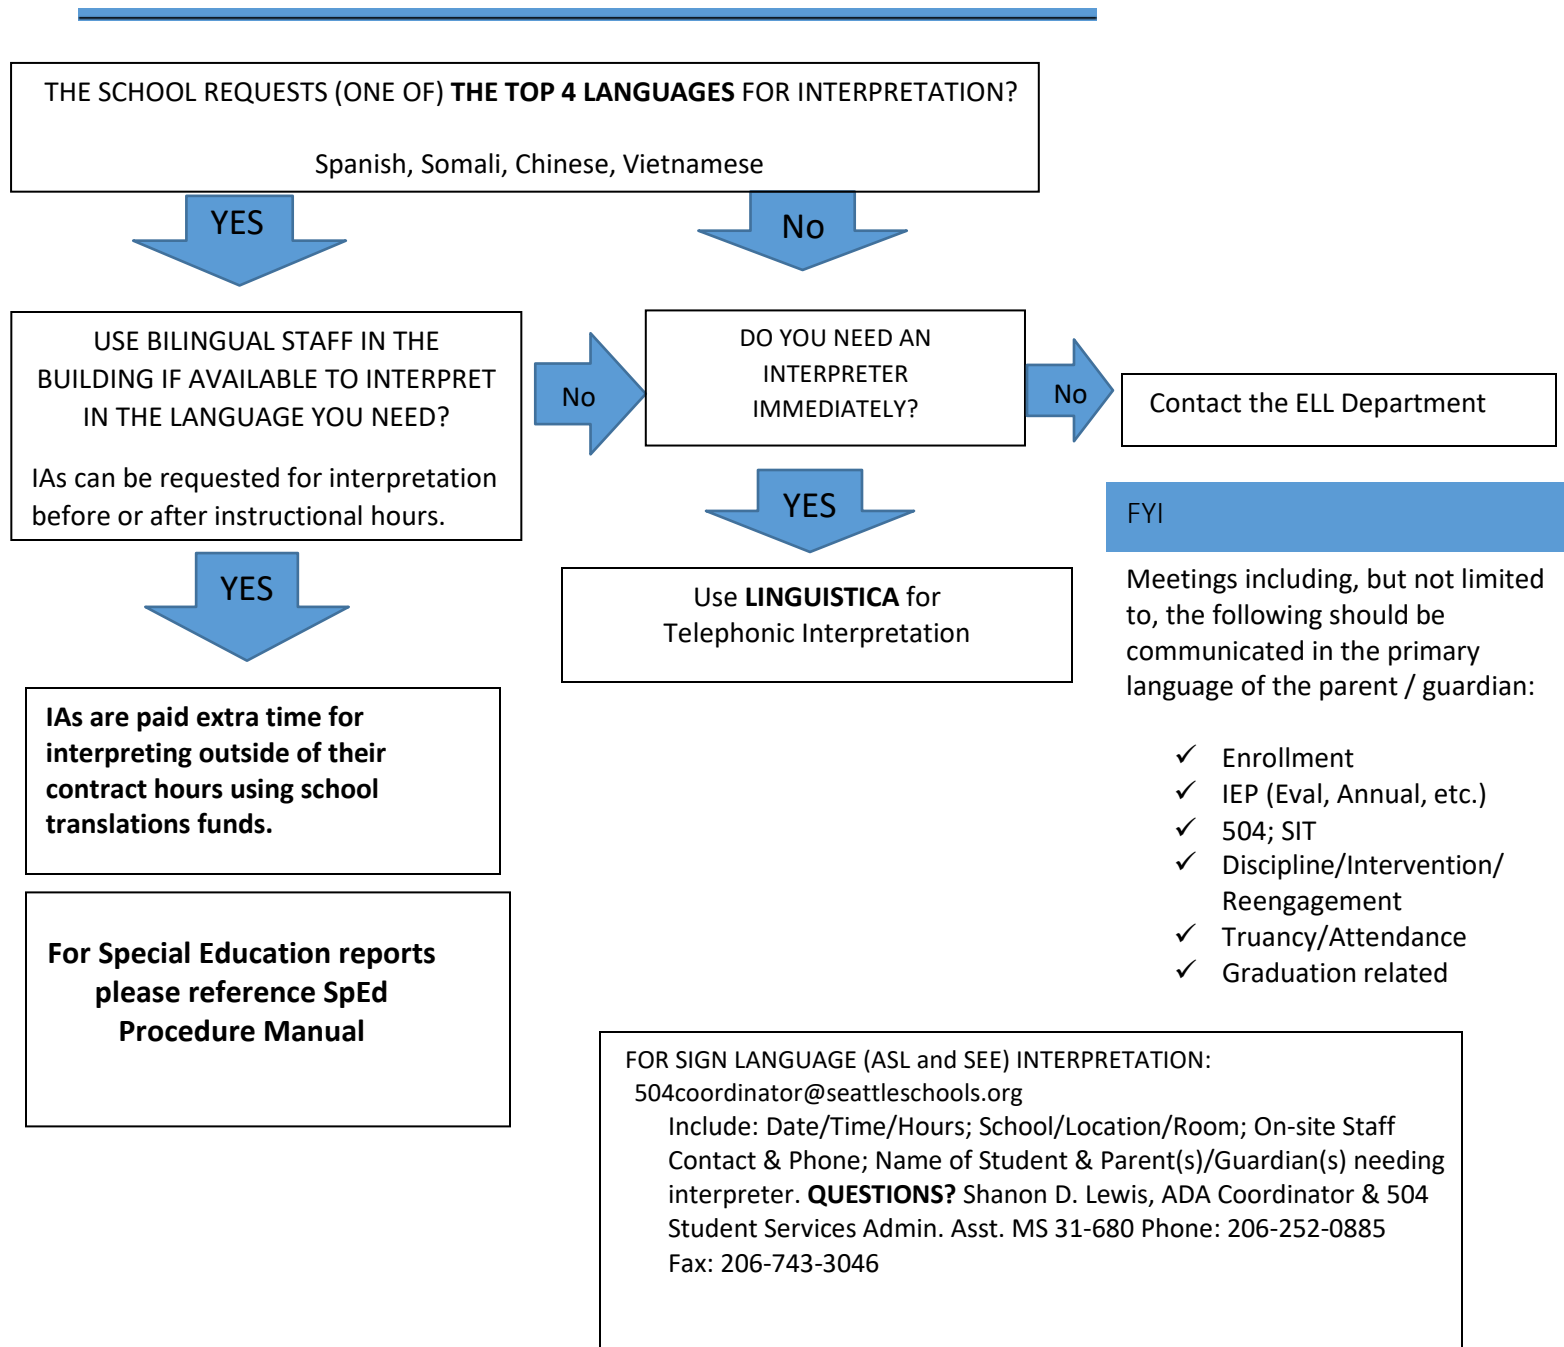 THE SCHOOL REQUESTS (ONE OF) THE TOP 4 LANGUAGES FOR INTERPRETATION?
Spanish, Somali, Chinese, Vietnamese
YES
No
USE BILINGUAL STAFF IN THE
BUILDING IF AVAILABLE TO INTERPRET
IN THE LANGUAGE YOU NEED?
IAs can be requested for interpretation
before or after instructional hours.
No
DO YOU NEED AN
INTERPRETER
IMMEDIATELY?
No
Contact the ELL Department
YES
YES
Use LINGUISTICA for
Telephonic Interpretation
IAs are paid extra time for
interpreting outside of their
contract hours using school
translations funds.
For Special Education reports
please reference SpEd
Procedure Manual
FYI
Meetings including, but not limited
to, the following should be
communicated in the primary
language of the parent / guardian:
✓ Enrollment
✓ IEP (Eval, Annual, etc.)
✓ 504; SIT
✓ Discipline/Intervention/
Reengagement
✓ Truancy/Attendance
✓ Graduation related
FOR SIGN LANGUAGE (ASL and SEE) INTERPRETATION:
504coordinator@seattleschools.org
Include: Date/Time/Hours; School/Location/Room; On-site Staff
Contact & Phone; Name of Student & Parent(s)/Guardian(s) needing
interpreter. QUESTIONS? Shanon D. Lewis, ADA Coordinator & 504
Student Services Admin. Asst. MS 31-680 Phone: 206-252-0885
Fax: 206-743-3046